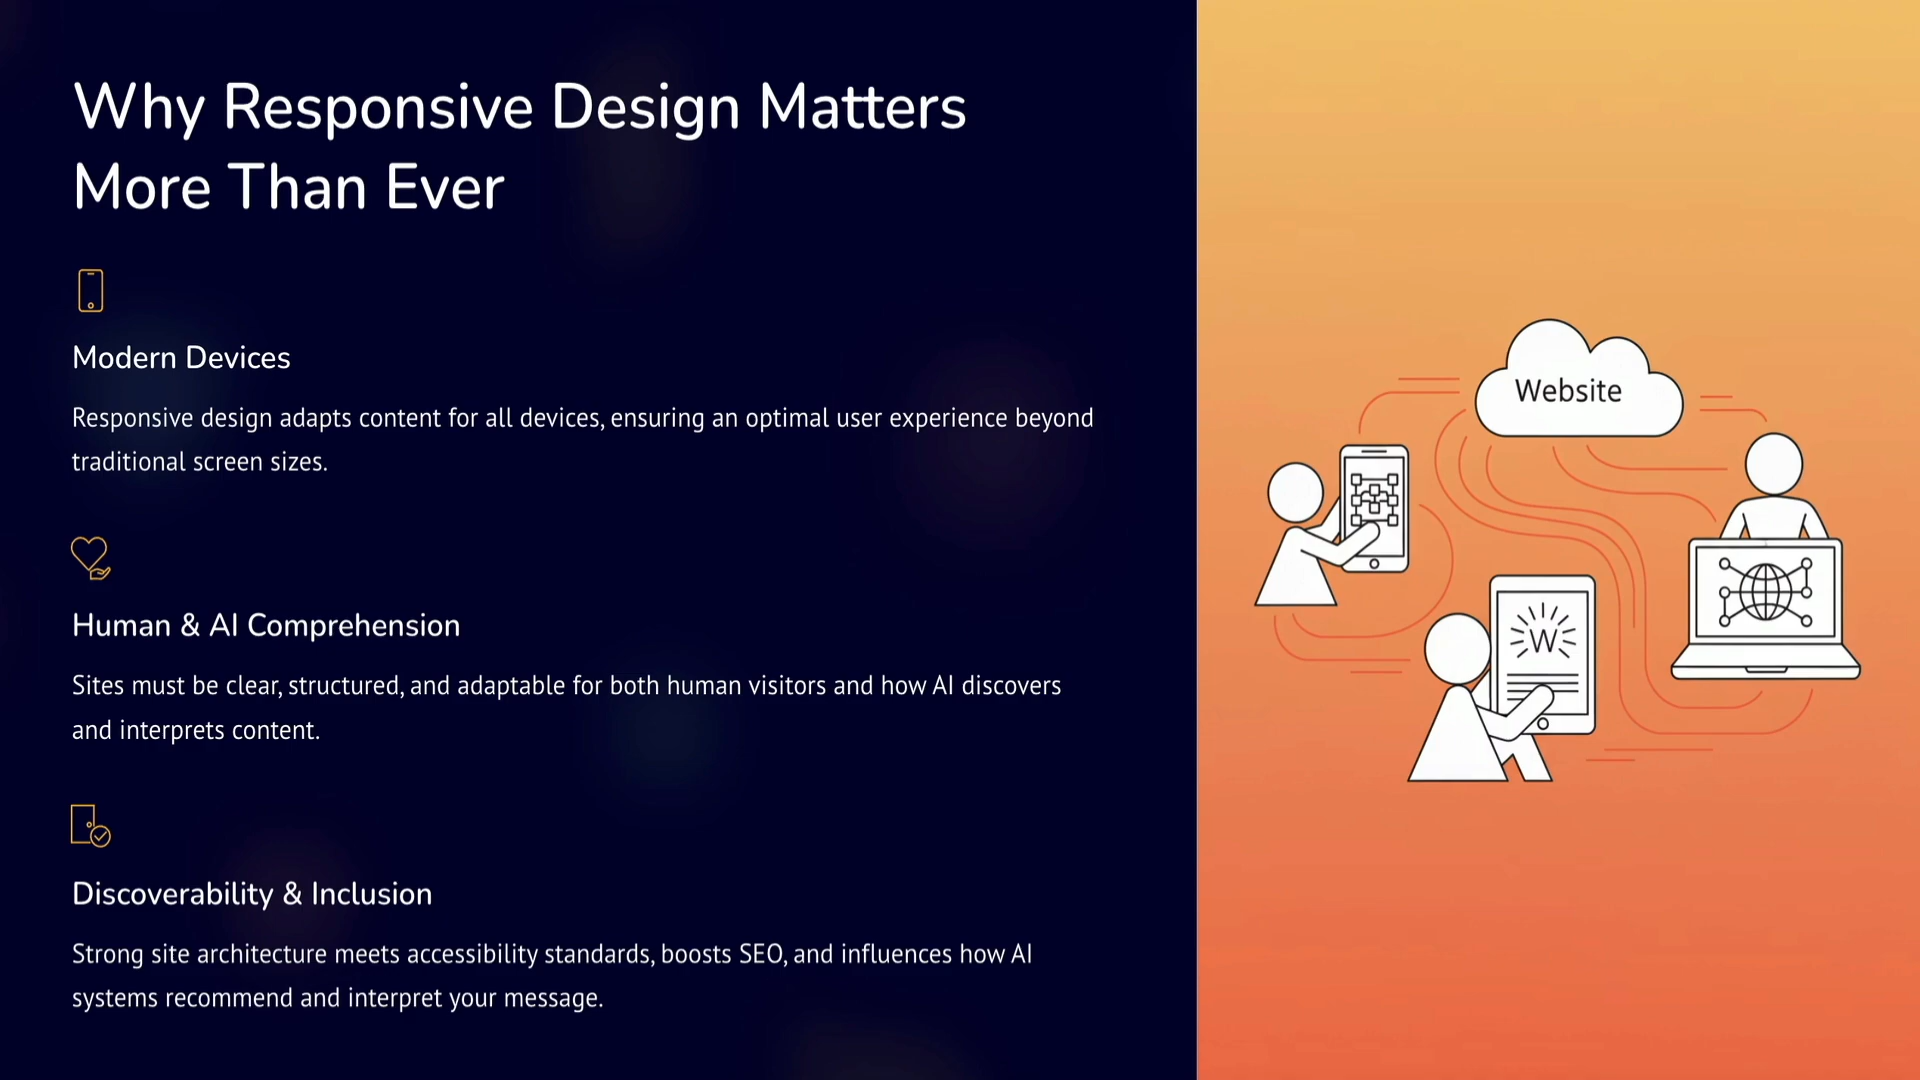 Why Responsive Design Matters
More Than Ever
Modern Devices
Responsive design adapts content for all devices, ensuring an optimal user experience beyond
traditional screen sizes.
Human & AI Comprehension
Sites must be clear, structured, and adaptable for both human visitors and how AI discovers
and interprets content.
Discoverability & Inclusion
Strong site architecture meets accessibility standards, boosts SEO, and influences how AI
systems recommend and interpret your message.
Website
W